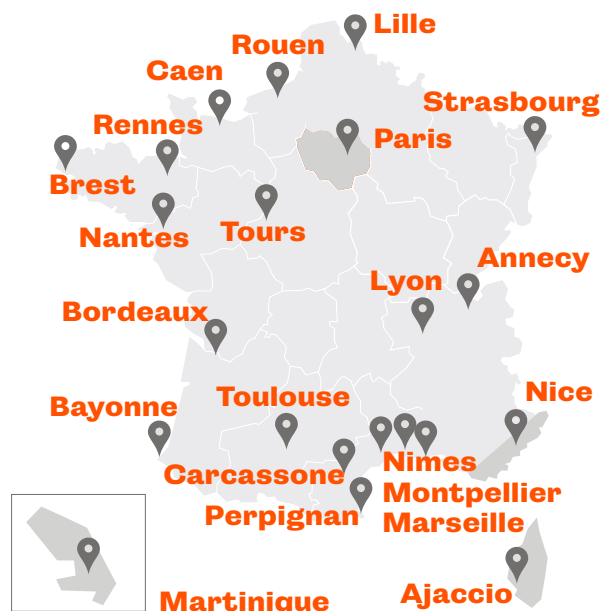 Lille
Rouen
Caen
Strasbourg
Rennes
Paris
Brest
Nantes
Tours
Annecy
Lyon
Bordeaux
Toulouse
Nice
Bayonne
Nimes
Carcassone
Montpellier
Perpignan
Marseille
Ajaccio
Martinique